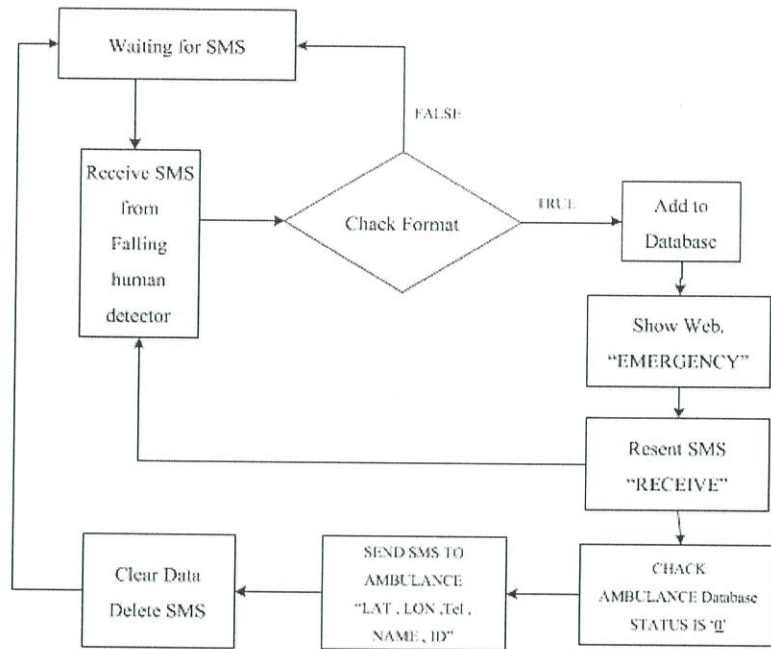 Waiting for SMS
FALSE
Receive SMS
from
Falling
human
detector
Chack Format
TRUE
Add to
Database
Show Web.
“EMERGENCY”
Resent SMS
“RECEIVE”
CHACK
AMBULANCE Database
STATUS IS ‘0’
SEND SMS TO
AMBULANCE
“LAT , LON ,Tel ,
NAME , ID”
Clear Data
Delete SMS